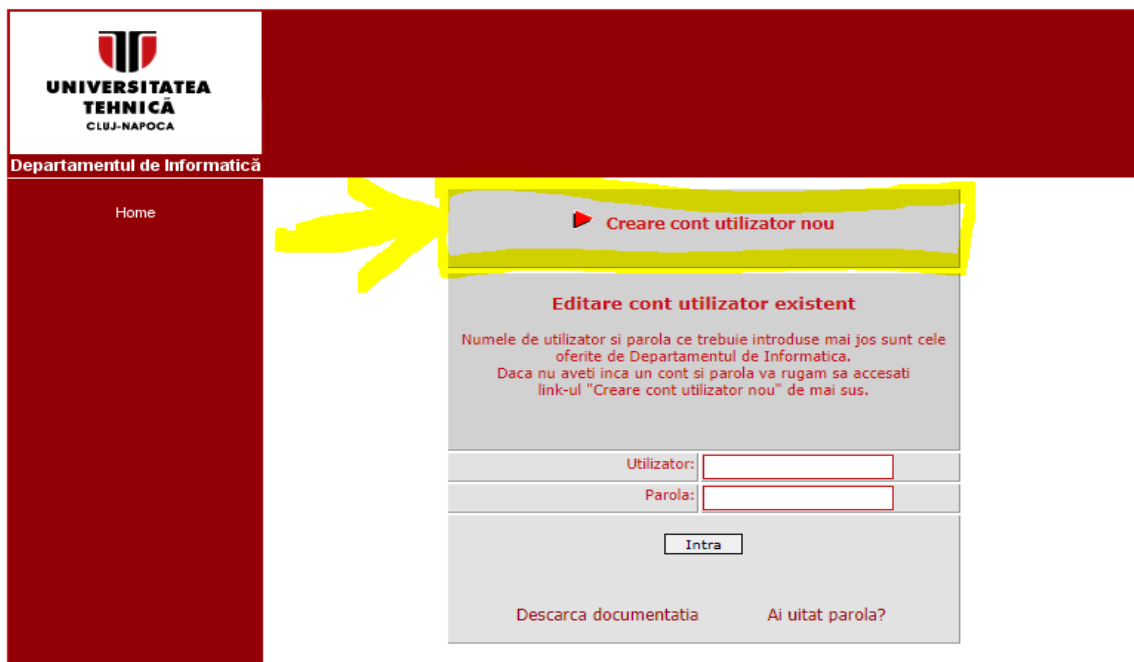 UNIVERSITATEA
TEHNICĂ
CLUJ-NAPOCA
Departamentul de Informatică
Home
Creare cont utilizator nou
Editare cont utilizator existent
Numele de utilizator si parola ce trebuie introduse mai jos sunt cele
oferite de Departamentul de Informatica.
Daca nu aveti inca un cont si parola va rugam sa accesati
link-ul "Creare cont utilizator nou" de mai sus.
Utilizator:
Parola:
Intra
Descarca documentatia Ai uitat parola?